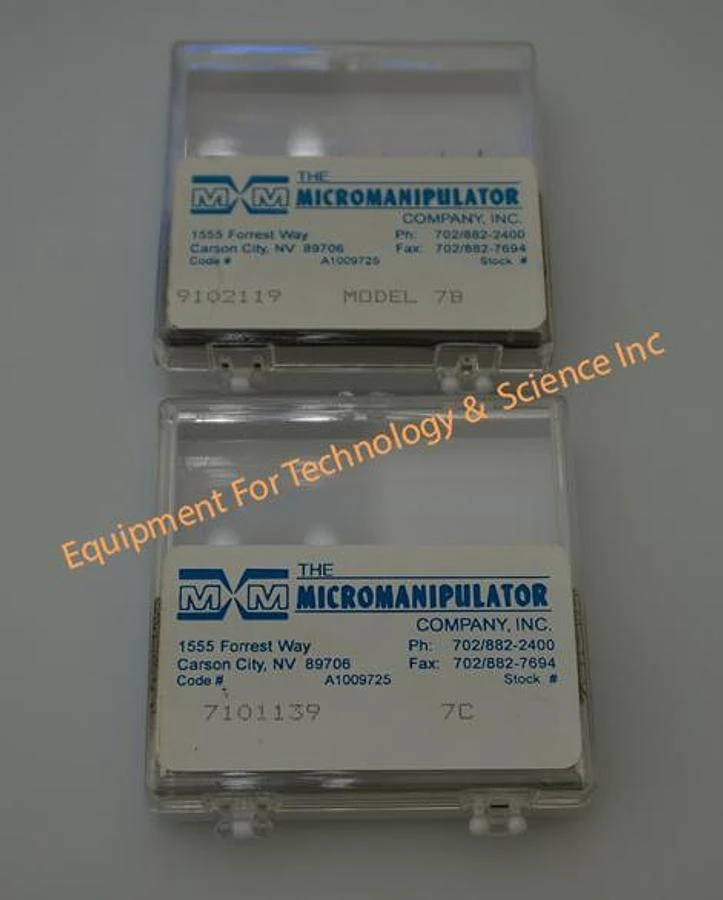 MM
THE
MICROMANIPULATOR
COMPANY, INC.
1555 Forrest Way Ph: 702/882-2400
Carson City, NV 89706 Fax: 702/882-7694
Code # A1009725 Stock #
9102119 MODEL 7B
Equipment For Technology & Science Inc
MM
THE
MICROMANIPULATOR
COMPANY, INC.
1555 Forrest Way Ph: 702/882-2400
Carson City, NV 89706 Fax: 702/882-7694
Code # A1009725 Stock #
7101139 7C